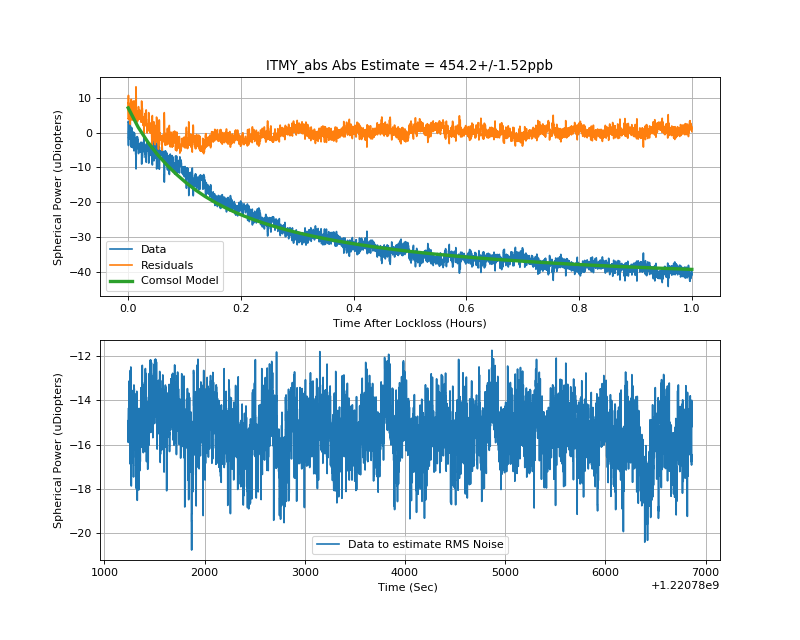 ITMY_abs Abs Estimate = 454.2+/-1.52ppb
Spherical Power (uDiopters)
10
0
−10
−20
−30
−40
Data
Residuals
Comsol Model
0.0 0.2 0.4 0.6 0.8 1.0
Time After Lockloss (Hours)
Spherical Power (uDiopters)
−12
−14
−16
−18
−20
Data to estimate RMS Noise
1000 2000 3000 4000 5000 6000 7000
Time (Sec)
+1.22078e9